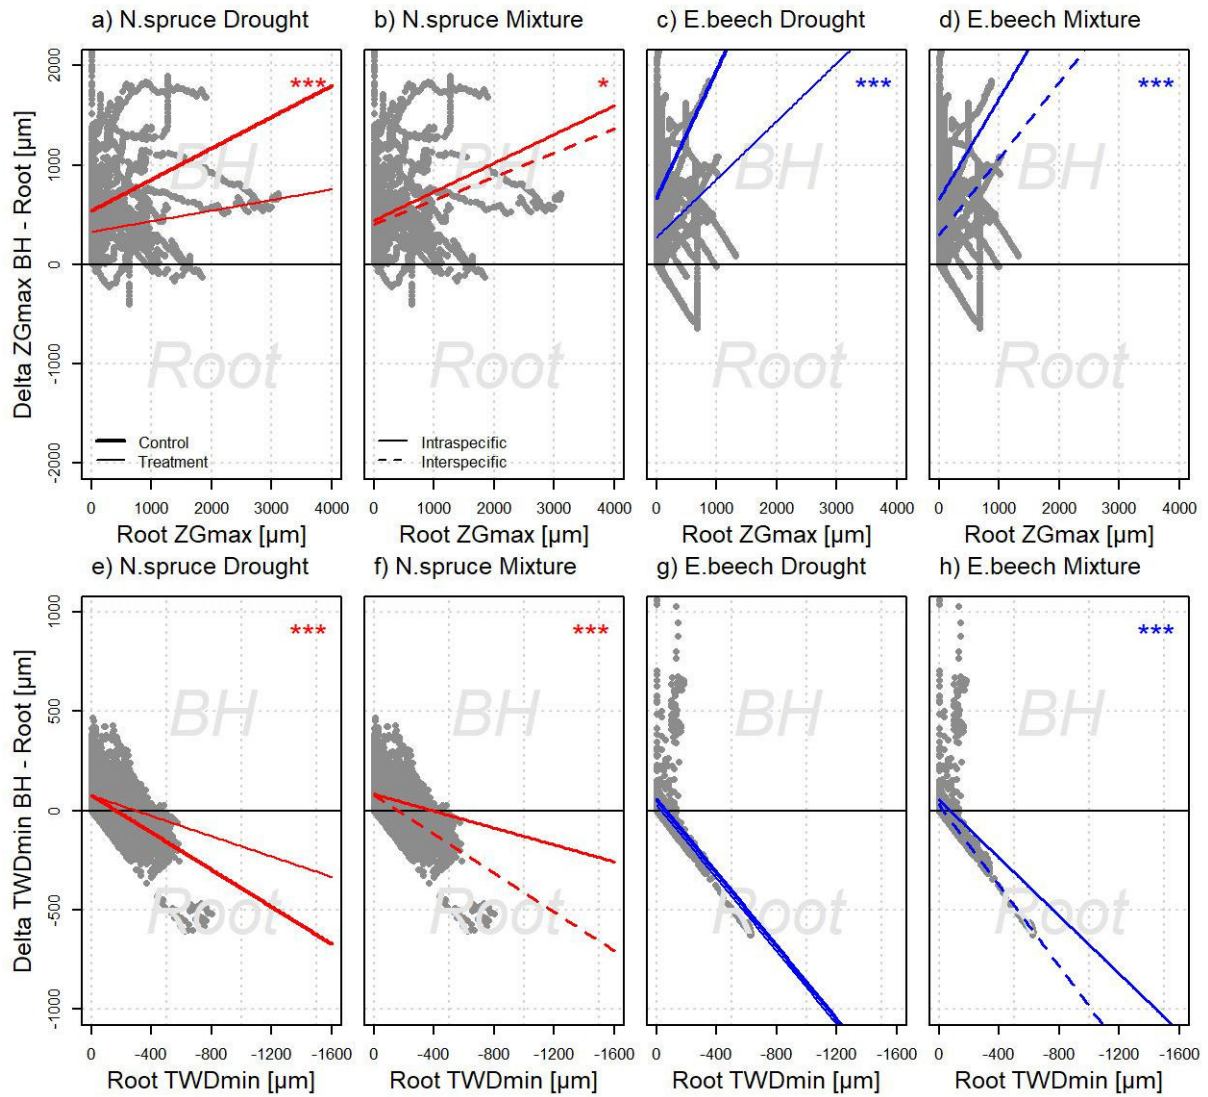 a) N.spruce Drought
b) N.spruce Mixture
c) E.beech Drought
d) E.beech Mixture
Delta ZGmax BH - Root [µm]
2000
1000
0
-1000
-2000
***
BH
Root
Control
Treatment
0 1000 2000 3000 4000
Root ZGmax [µm]
*
BH
Root
Intraspecific
Interspecific
0 1000 2000 3000 4000
Root ZGmax [µm]
***
BH
Root
0 1000 2000 3000 4000
Root ZGmax [µm]
***
BH
Root
0 1000 2000 3000 4000
Root ZGmax [µm]
e) N.spruce Drought
f) N.spruce Mixture
g) E.beech Drought
h) E.beech Mixture
Delta TWDmin BH - Root [µm]
1000
500
0
-500
-1000
***
BH
Root
0 -400 -800 -1200 -1600
Root TWDmin [µm]
***
BH
Root
0 -400 -800 -1200 -1600
Root TWDmin [µm]
BH
Root
0 -400 -800 -1200 -1600
Root TWDmin [µm]
***
BH
Root
0 -400 -800 -1200 -1600
Root TWDmin [µm]